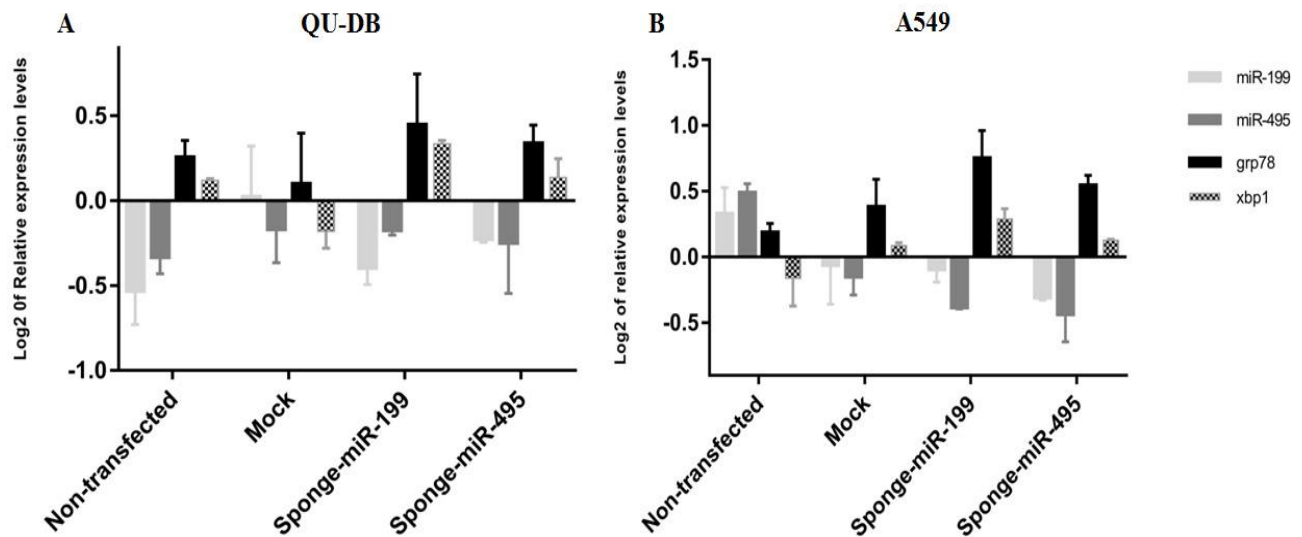 A
QU-DB
Log2 0f Relative expression levels
0.5
0.0
-0.5
-1.0
Non-transfected
Mock
Sponge-miR-199
Sponge-miR-495
B
A549
Log2 of relative expression levels
1.5
1.0
0.5
0.0
-0.5
Non-transfected
Mock
Sponge-miR-199
Sponge-miR-495
miR-199
miR-495
grp78
xbp1